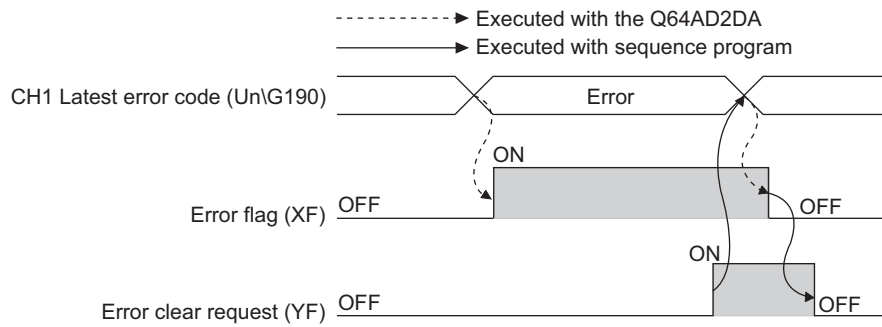 Executed with the Q64AD2DA
Executed with sequence program
CH1 Latest error code (Un\G190)
Error
ON
Error flag (XF)
OFF
OFF
ON
Error clear request (YF)
OFF
OFF